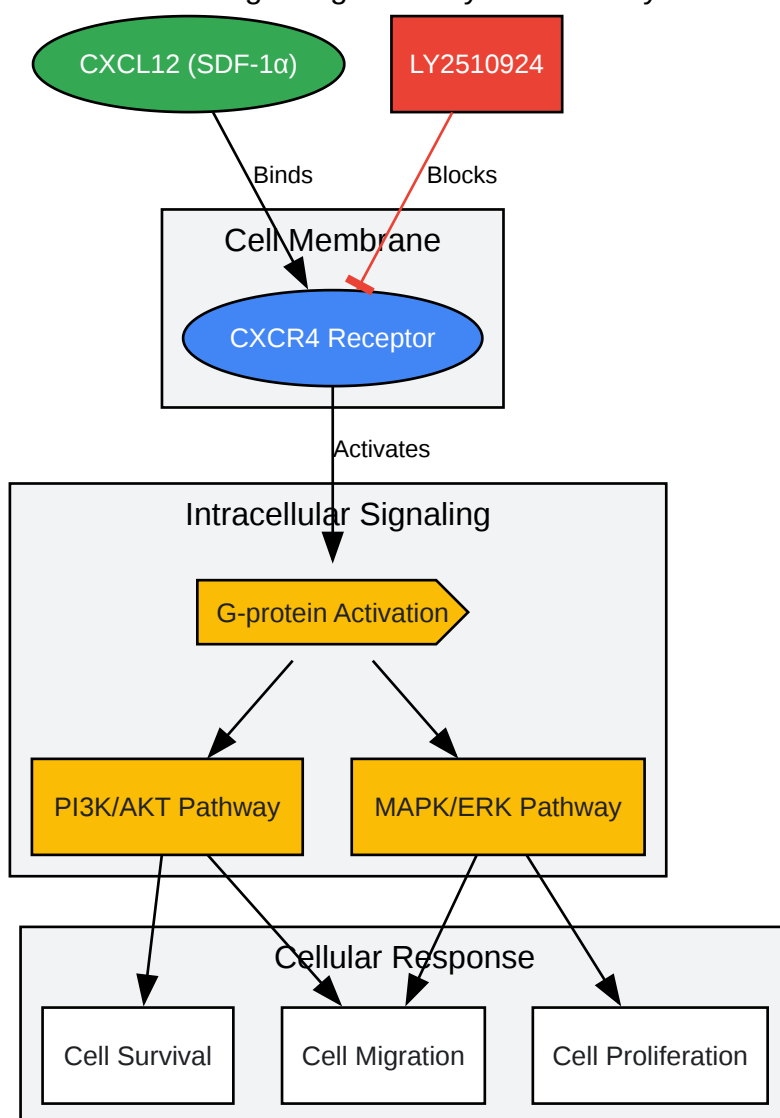 CXCL12 (SDF-1α)
LY2510924
Binds
Blocks
Cell Membrane
CXCR4 Receptor
Activates
Intracellular Signaling
G-protein Activation
PI3K/AKT Pathway
MAPK/ERK Pathway
Cellular Response
Cell Survival
Cell Migration
Cell Proliferation